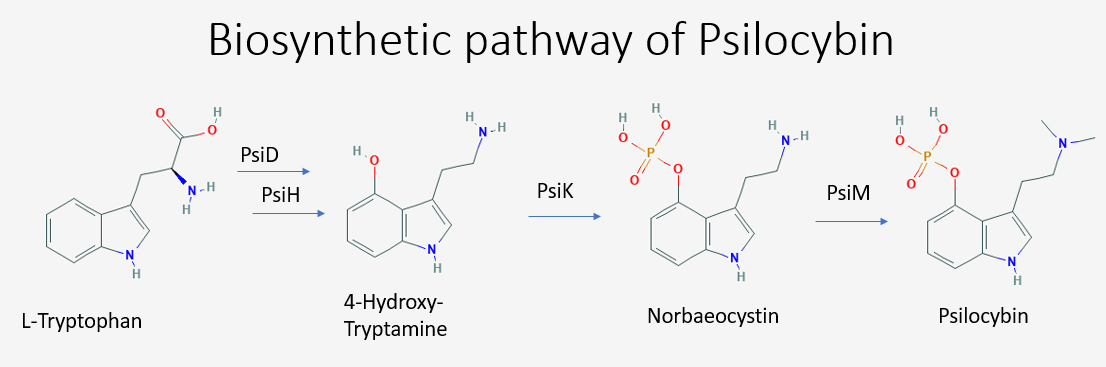 Biosynthetic pathway of Psilocybin
O
H
O
N
H
H
N
H
PsiD
PsiH
H
O
H
N
H
N
H
PsiK
H
H
O
O
P
O
O
H
N
H
N
H
PsiM
H
H
O
O
P
O
O
N
N
H
L-Tryptophan
4-Hydroxy-
Tryptamine
Norbaeocystin
Psilocybin